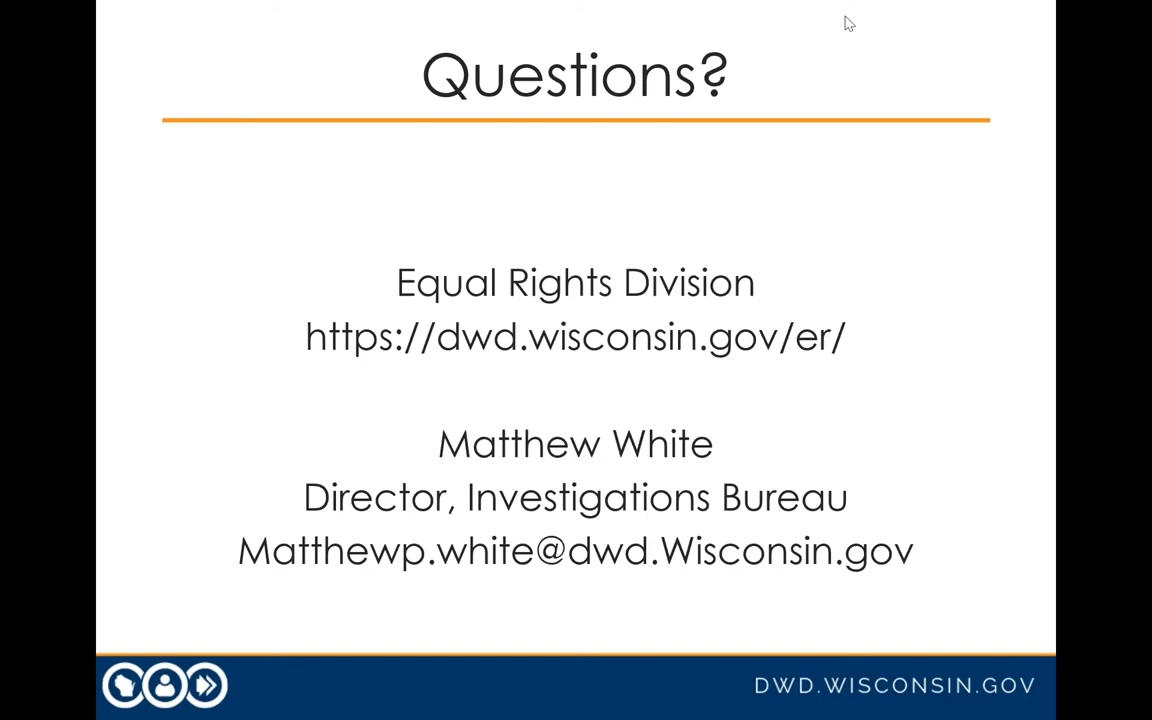 Questions?
Equal Rights Division
https://dwd.wisconsin.gov/er/
Matthew White
Director, Investigations Bureau
Matthewp.white@dwd.Wisconsin.gov
DWD.WISCONSIN.GOV